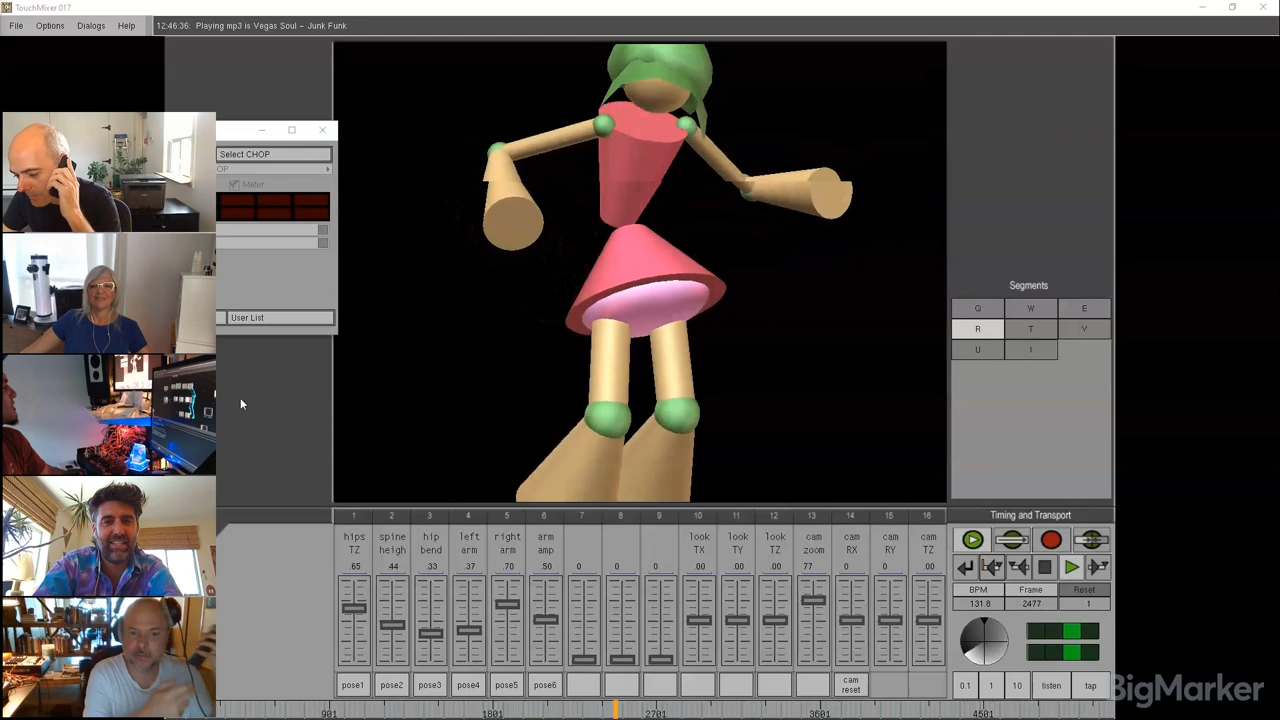 TouchMixer 017
File Options Dialogs Help 12:46:36: Playing mp3 is Vegas Soul - Junk Funk
Select CHOP
OP
Mater
User List
Segments
Q W E
R T V
U I
1 2 3 4 5 6 7 8 9 10 11 12 13 14 15 16
Timing and Transport
hips TZ
spine heigh
hip bend
left arm
right arm
arm amp
look TX
look TY
look TZ
cam zoom
cam RX
cam RY
cam TZ
.65 .44 .33 .37 .70 .50 0 0 0 .00 .00 .00 .77 0 0 .00
BPM Frame Reset
131.8 2477 1
pose1 pose2 pose3 pose4 pose5 pose6 cam reset
0.1 1 10 listen tap
BigMarker
901 1801 2701 3601 4501